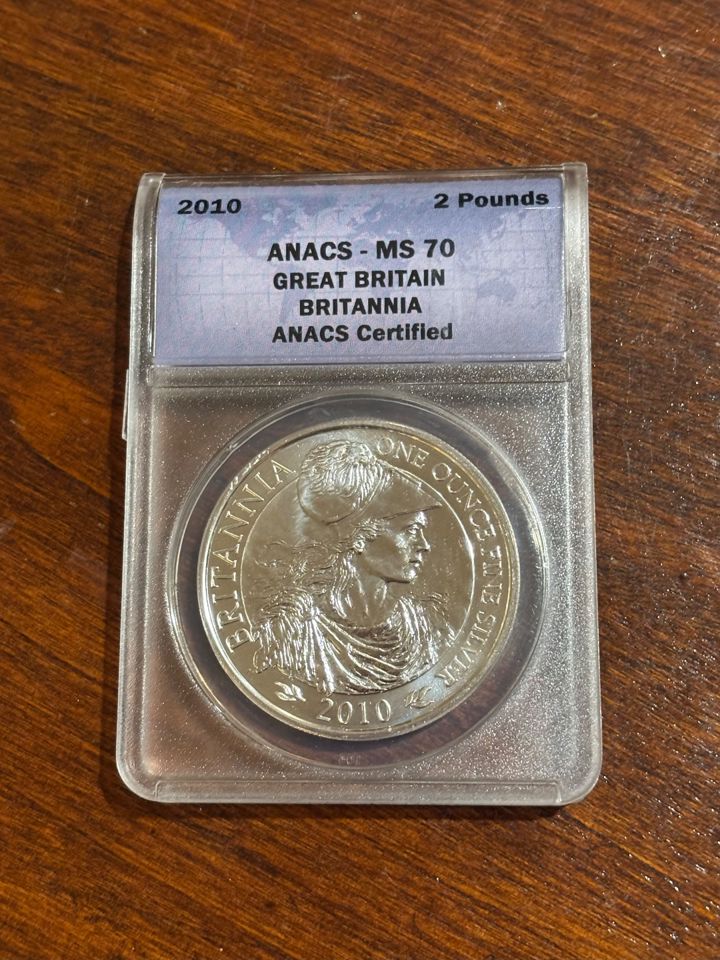 2010 2 Pounds
ANACS - MS 70
GREAT BRITAIN
BRITANNIA
ANACS Certified
BRITANNIA
ONE OUNCE FINE SILVER
2010